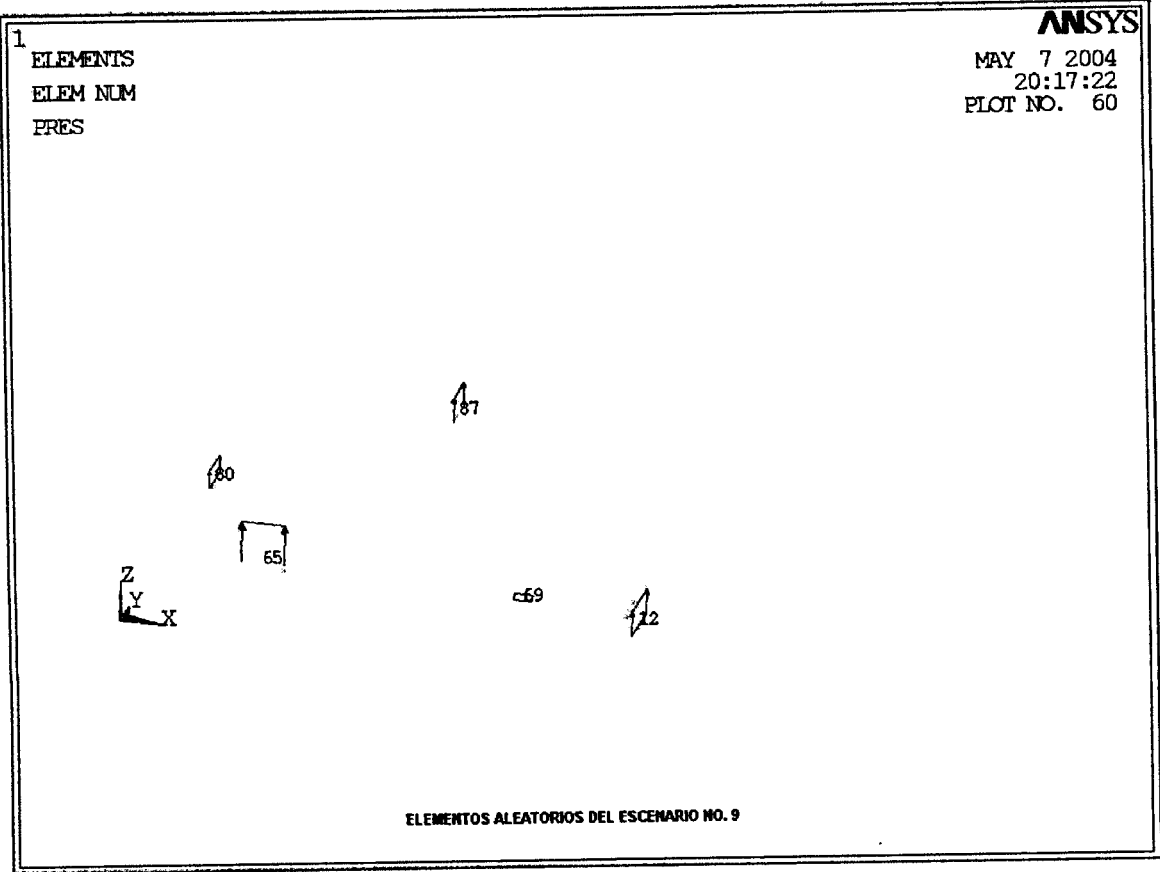 1
ANSYS
ELEMENTS
ELEM NUM
PRES
MAY 7 2004
20:17:22
PLOT NO. 60
87
80
65
Z
Y
X
69
12
ELEMENTOS ALEATORIOS DEL ESCENARIO NO. 9